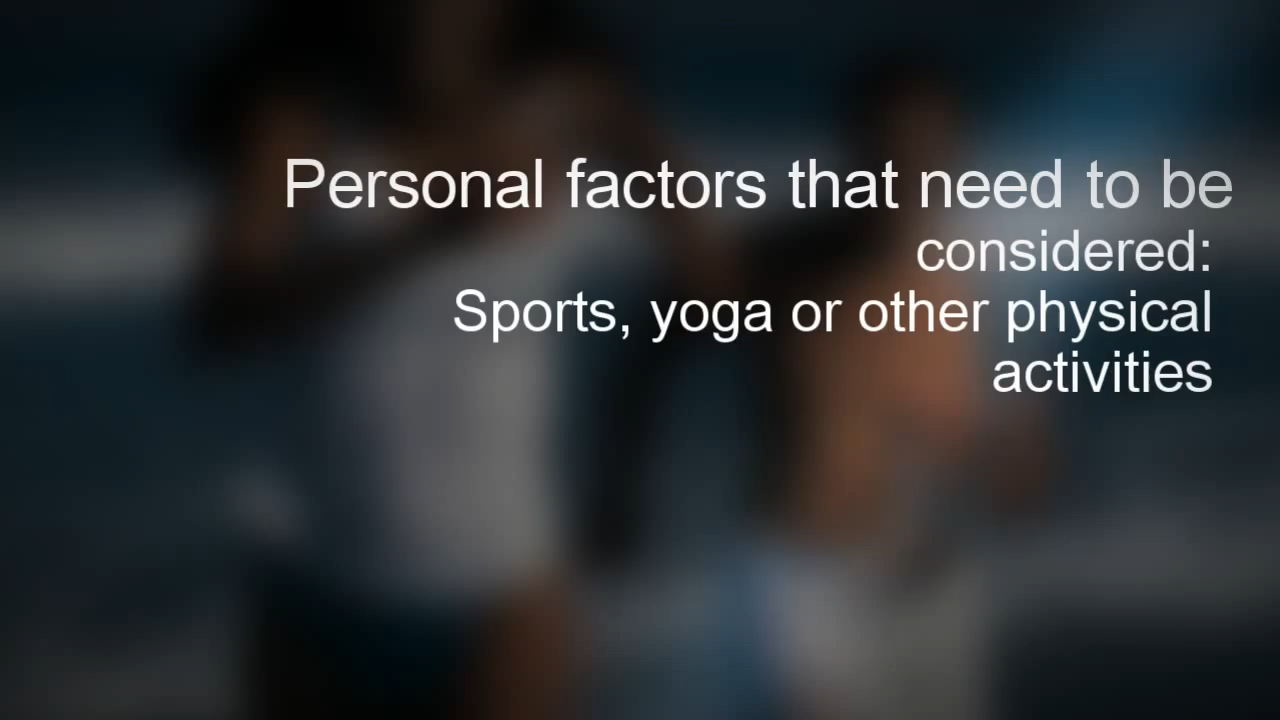 Personal factors that need to be
considered:
Sports, yoga or other physical
activities